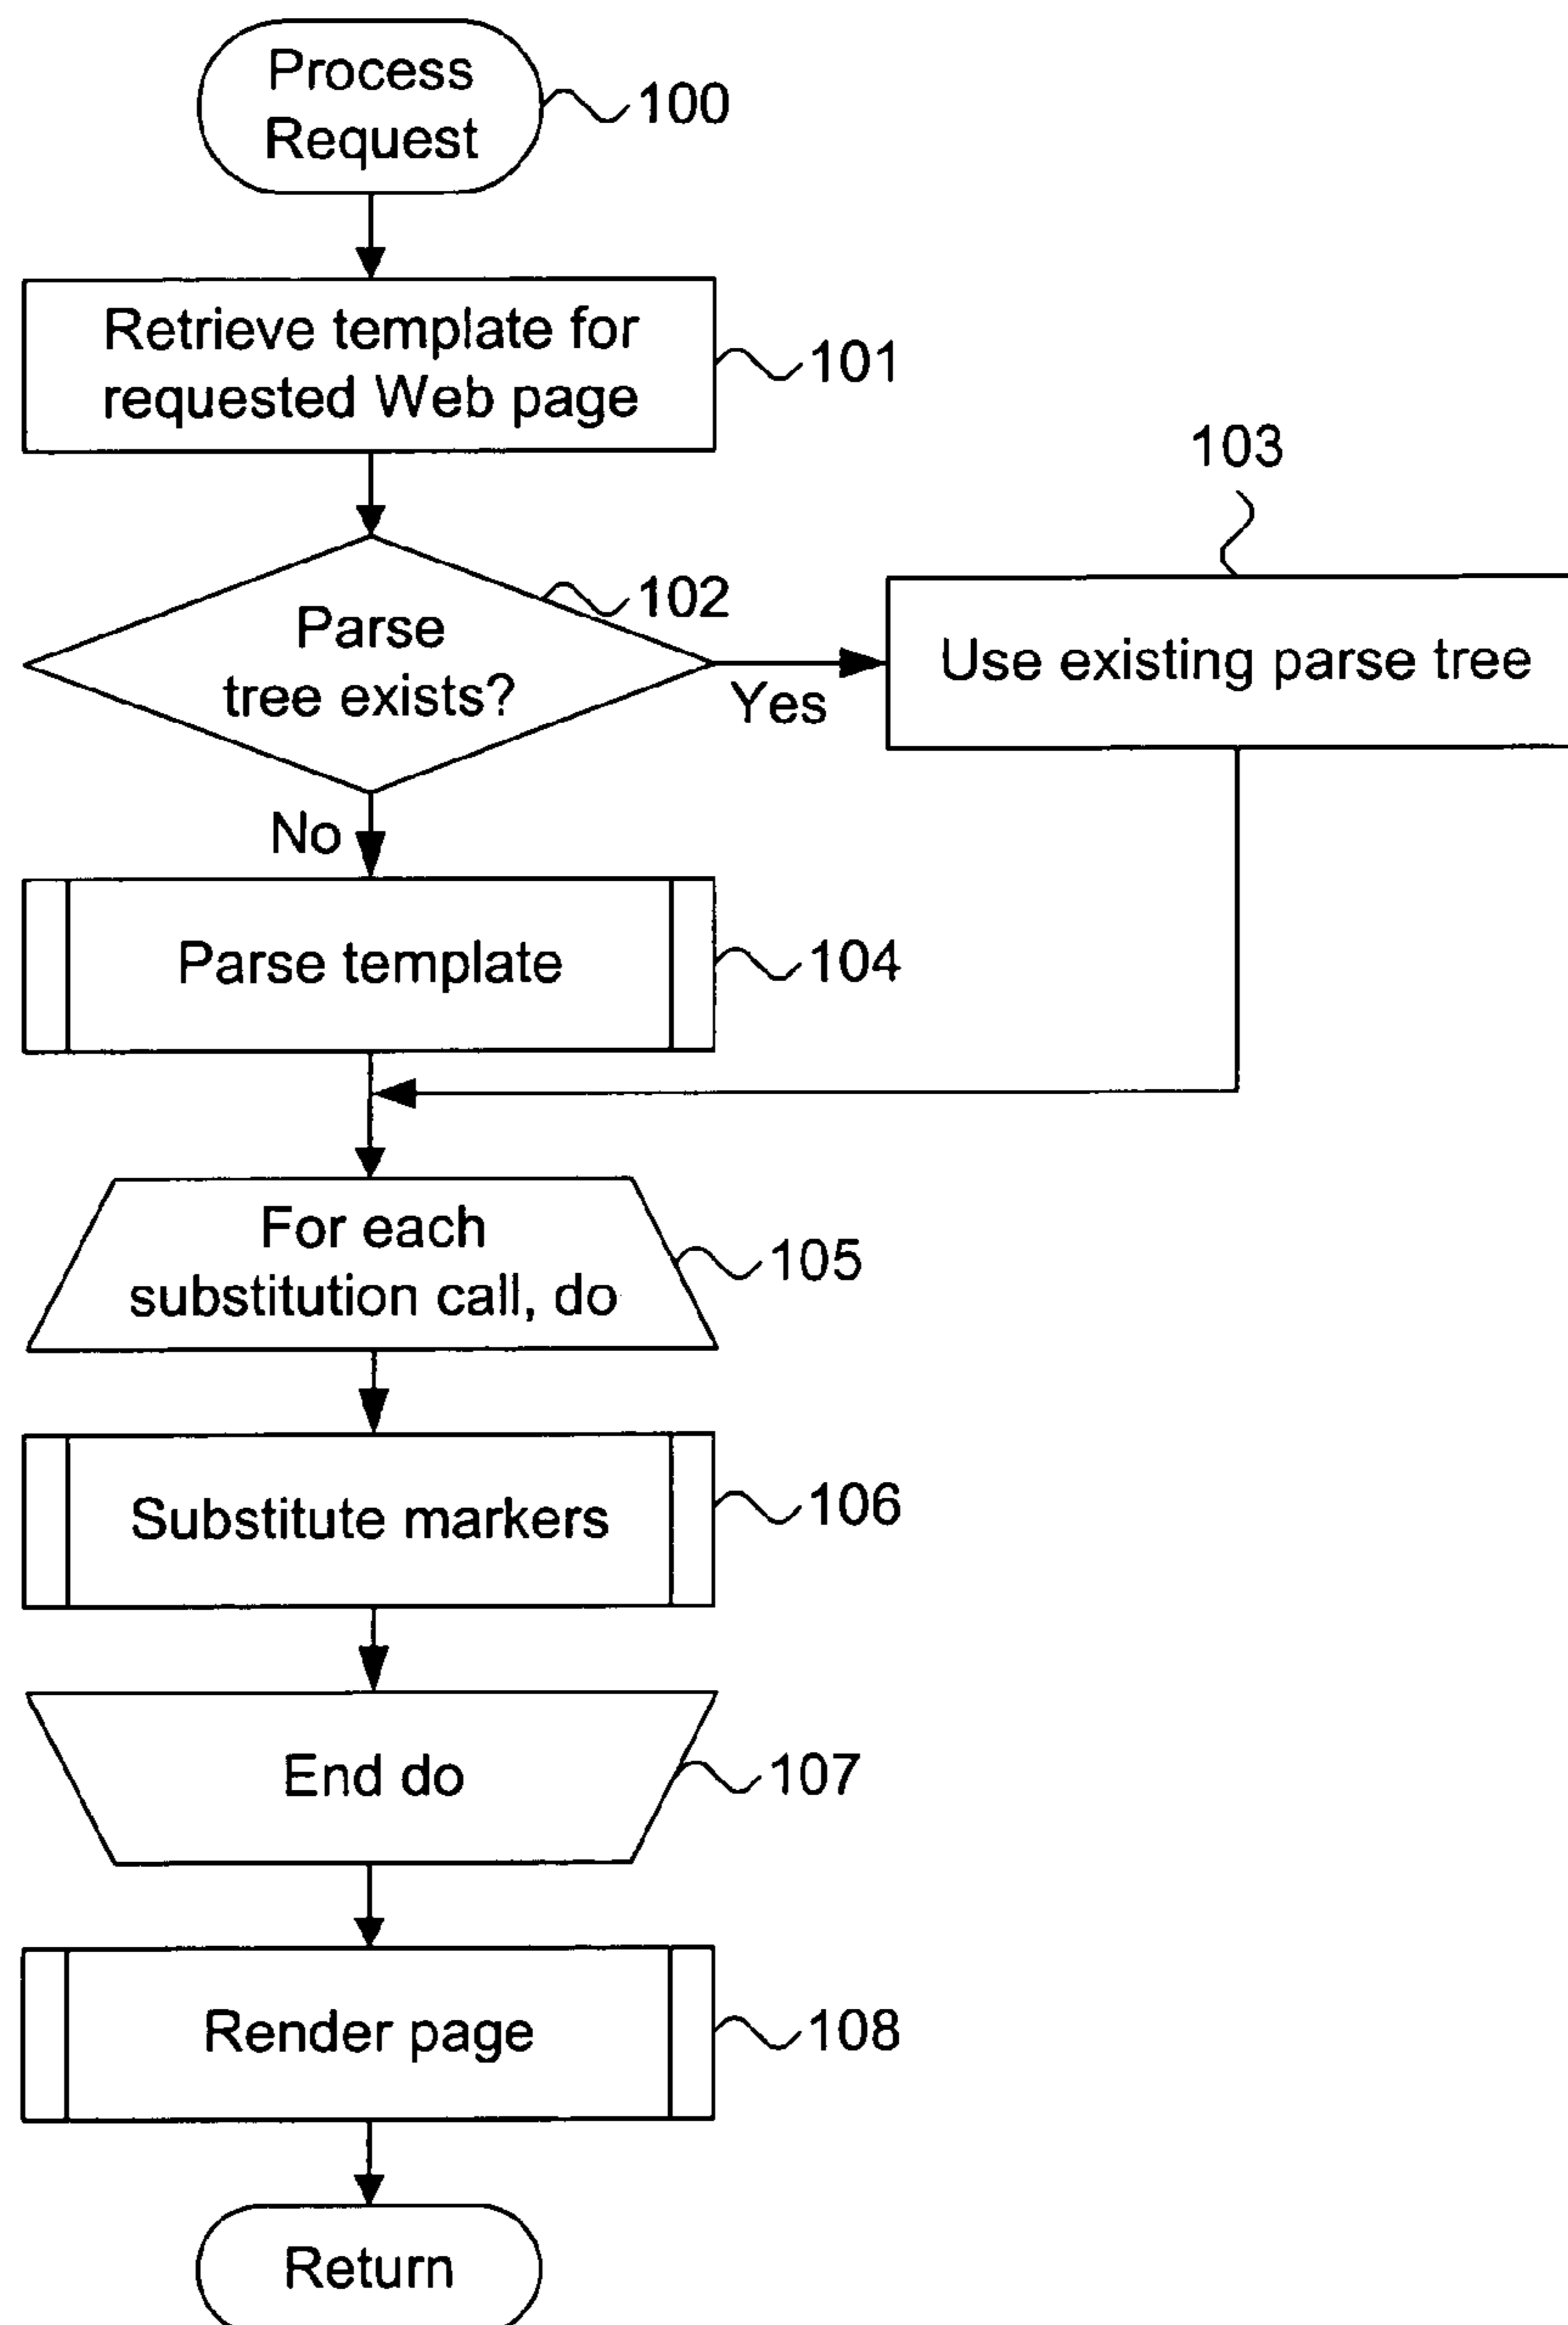 Process
Request
100
Retrieve template for
requested Web page
101
103
Parse
tree exists?
102
Yes
Use existing parse tree
No
Parse template
104
For each
substitution call, do
105
Substitute markers
106
End do
107
Render page
108
Return